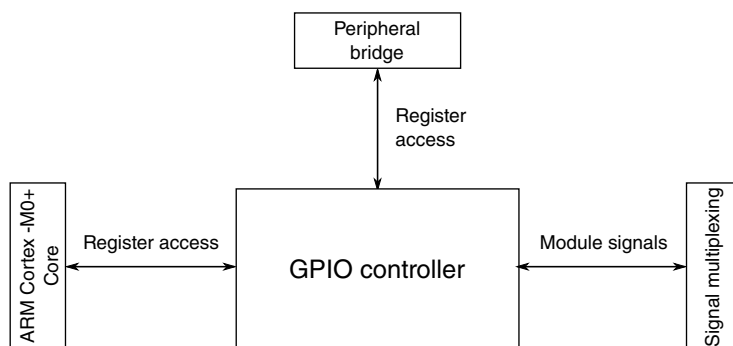 Peripheral
bridge
Register
access
ARM Cortex -M0+
Core
Register access
GPIO controller
Module signals
Signal multiplexing